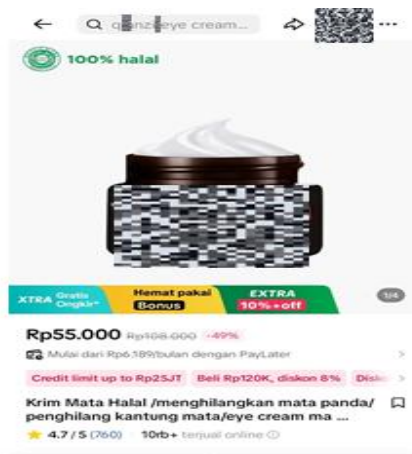 eye cream...
100% halal
XTRA Gratis Ongkir*
Hemat pakai Bonus
EXTRA 10% off
1/4
Rp55.000 Rp108.000 -49%
Mulai dari Rp6.189/bulan dengan PayLater
Credit limit up to Rp25JT Beli Rp120K, diskon 8% Disk
Krim Mata Halal /menghilangkan mata panda/
penghilang kantung mata/eye cream ma ...
4.7 / 5 (760) 10rb+ terjual online